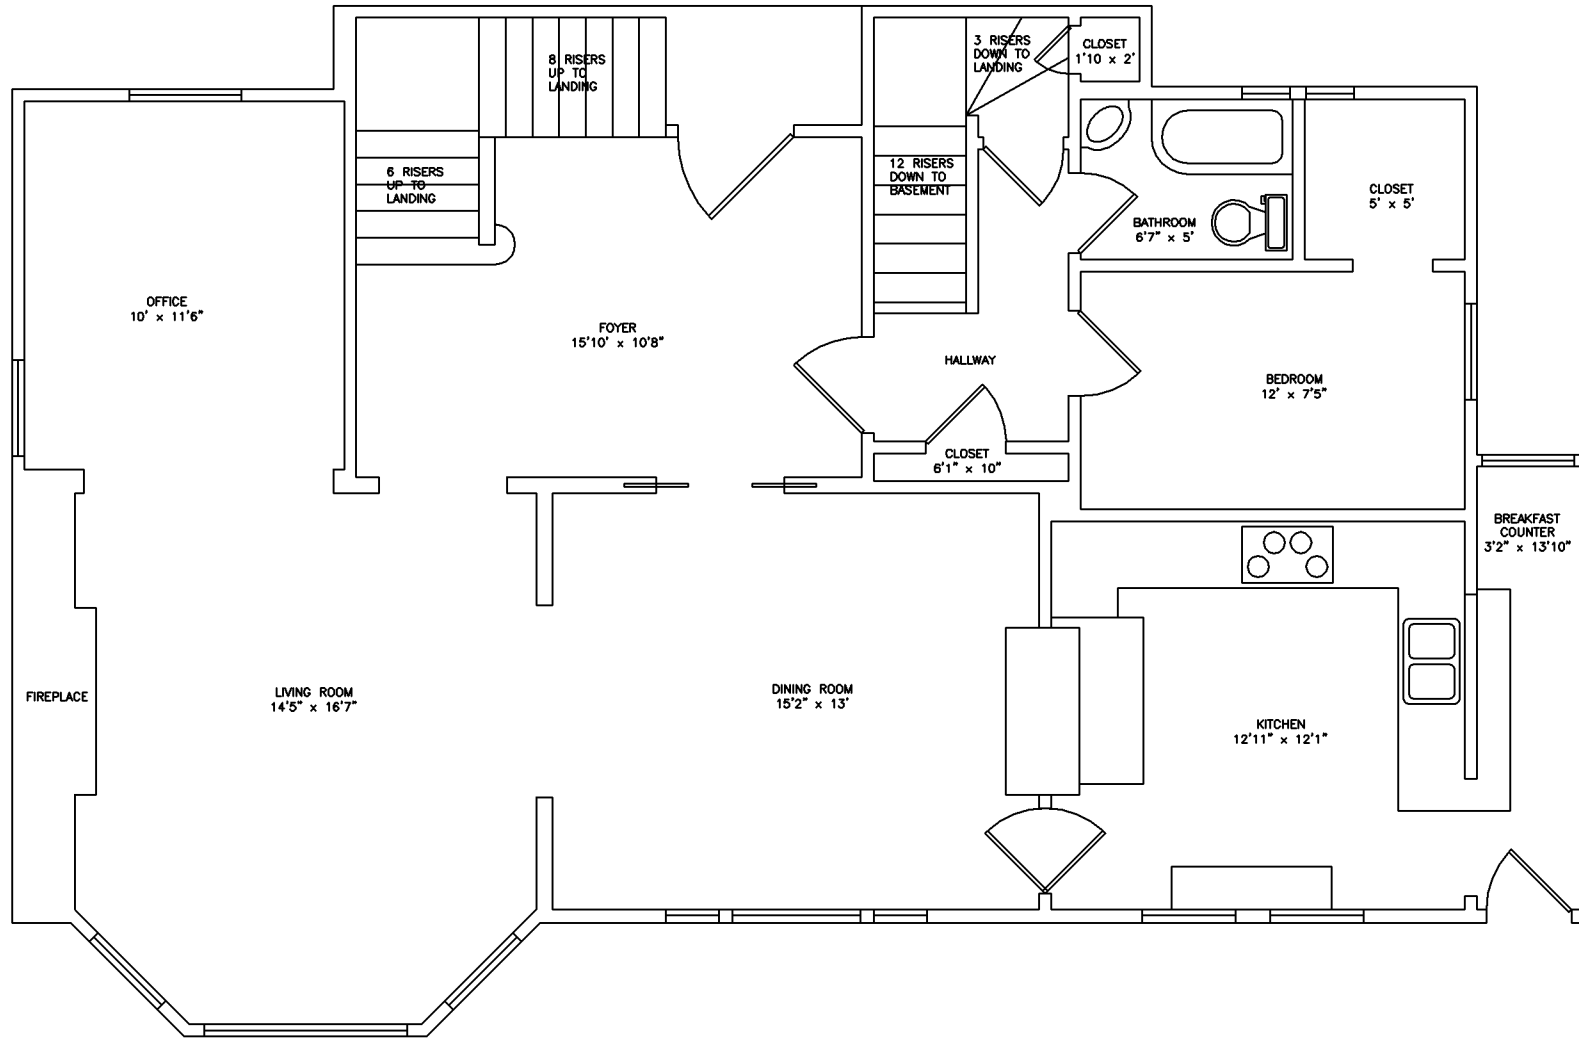 8 RISERS
UP TO
LANDING
3 RISERS
DOWN TO
LANDING
CLOSET
1'10 x 2'
6 RISERS
UP TO
LANDING
12 RISERS
DOWN TO
BASEMENT
CLOSET
5' x 5'
BATHROOM
6'7" x 5'
OFFICE
10' x 11'6"
FOYER
15'10' x 10'8"
HALLWAY
BEDROOM
12' x 7'5"
CLOSET
6'1" x 10"
BREAKFAST
COUNTER
3'2" x 13'10"
FIREPLACE
LIVING ROOM
14'5" x 16'7"
DINING ROOM
15'2" x 13'
KITCHEN
12'11" x 12'1"